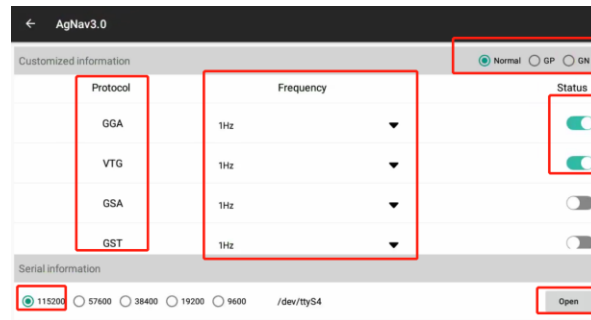 ← AgNav3.0
Customized information Normal GP GN
Protocol Frequency Status
GGA 1Hz
VTG 1Hz
GSA 1Hz
GST 1Hz
Serial information
115200 57600 38400 19200 9600 /dev/ttyS4 Open